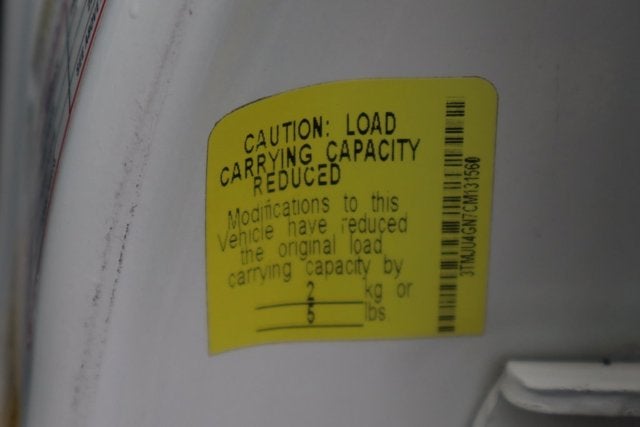 CAUTION: LOAD
CARRYING CAPACITY
REDUCED
Modifications to this
Vehicle have reduced
the original load
carrying capacity by
2 kg or
5 lbs.
3TMJU4GN7CM131560